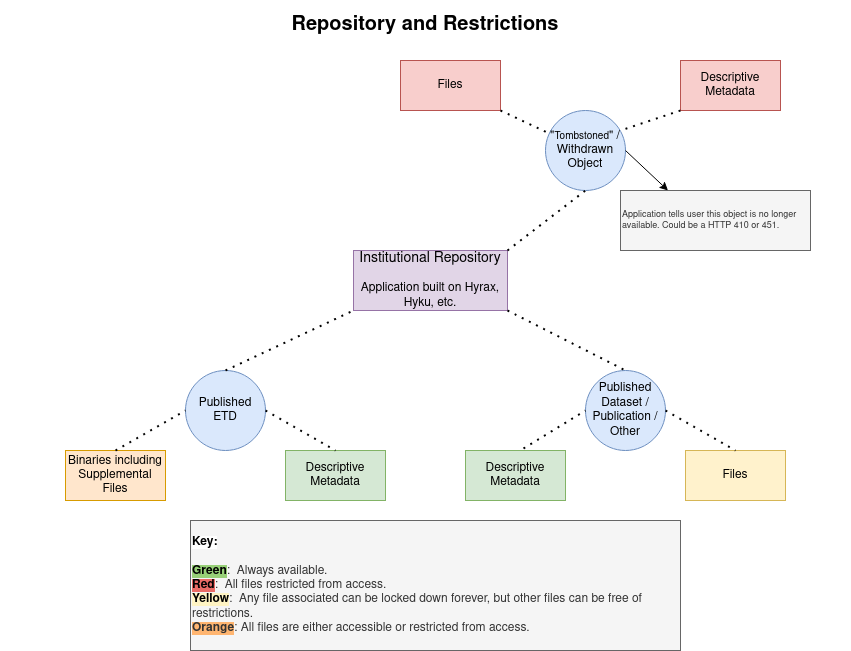 Repository and Restrictions
Files
Descriptive
Metadata
"Tombstoned" /
Withdrawn
Object
Application tells user this object is no longer
available. Could be a HTTP 410 or 451.
Institutional Repository
Application built on Hyrax,
Hyku, etc.
Published
ETD
Published
Dataset /
Publication /
Other
Binaries including
Supplemental
Files
Descriptive
Metadata
Descriptive
Metadata
Files
Key:
Green:  Always available.
Red:  All files restricted from access.
Yellow:  Any file associated can be locked down forever, but other files can be free of
restrictions.
Orange: All files are either accessible or restricted from access.